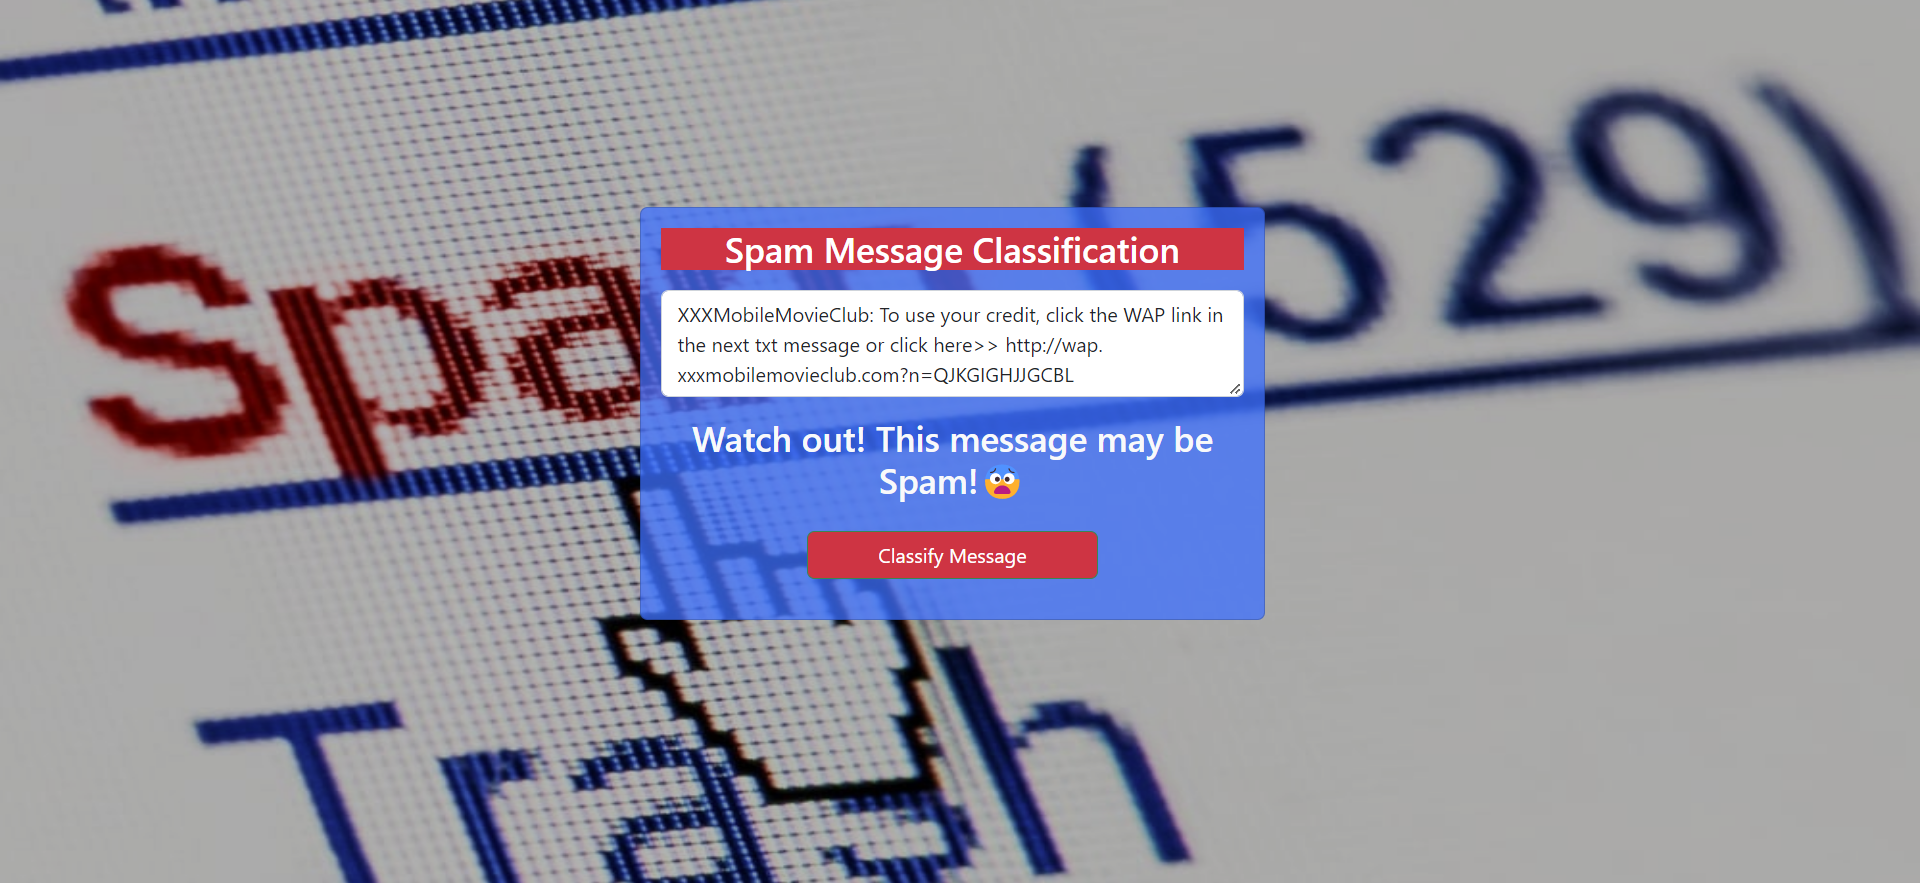 Spam (529)
Spam Message Classification
XXXMobileMovieClub: To use your credit, click the WAP link in
the next txt message or click here>> http://wap.
xxxmobilemovieclub.com?n=QJKGIGHJJGCBL
Watch out! This message may be
Spam!
Classify Message
Trash